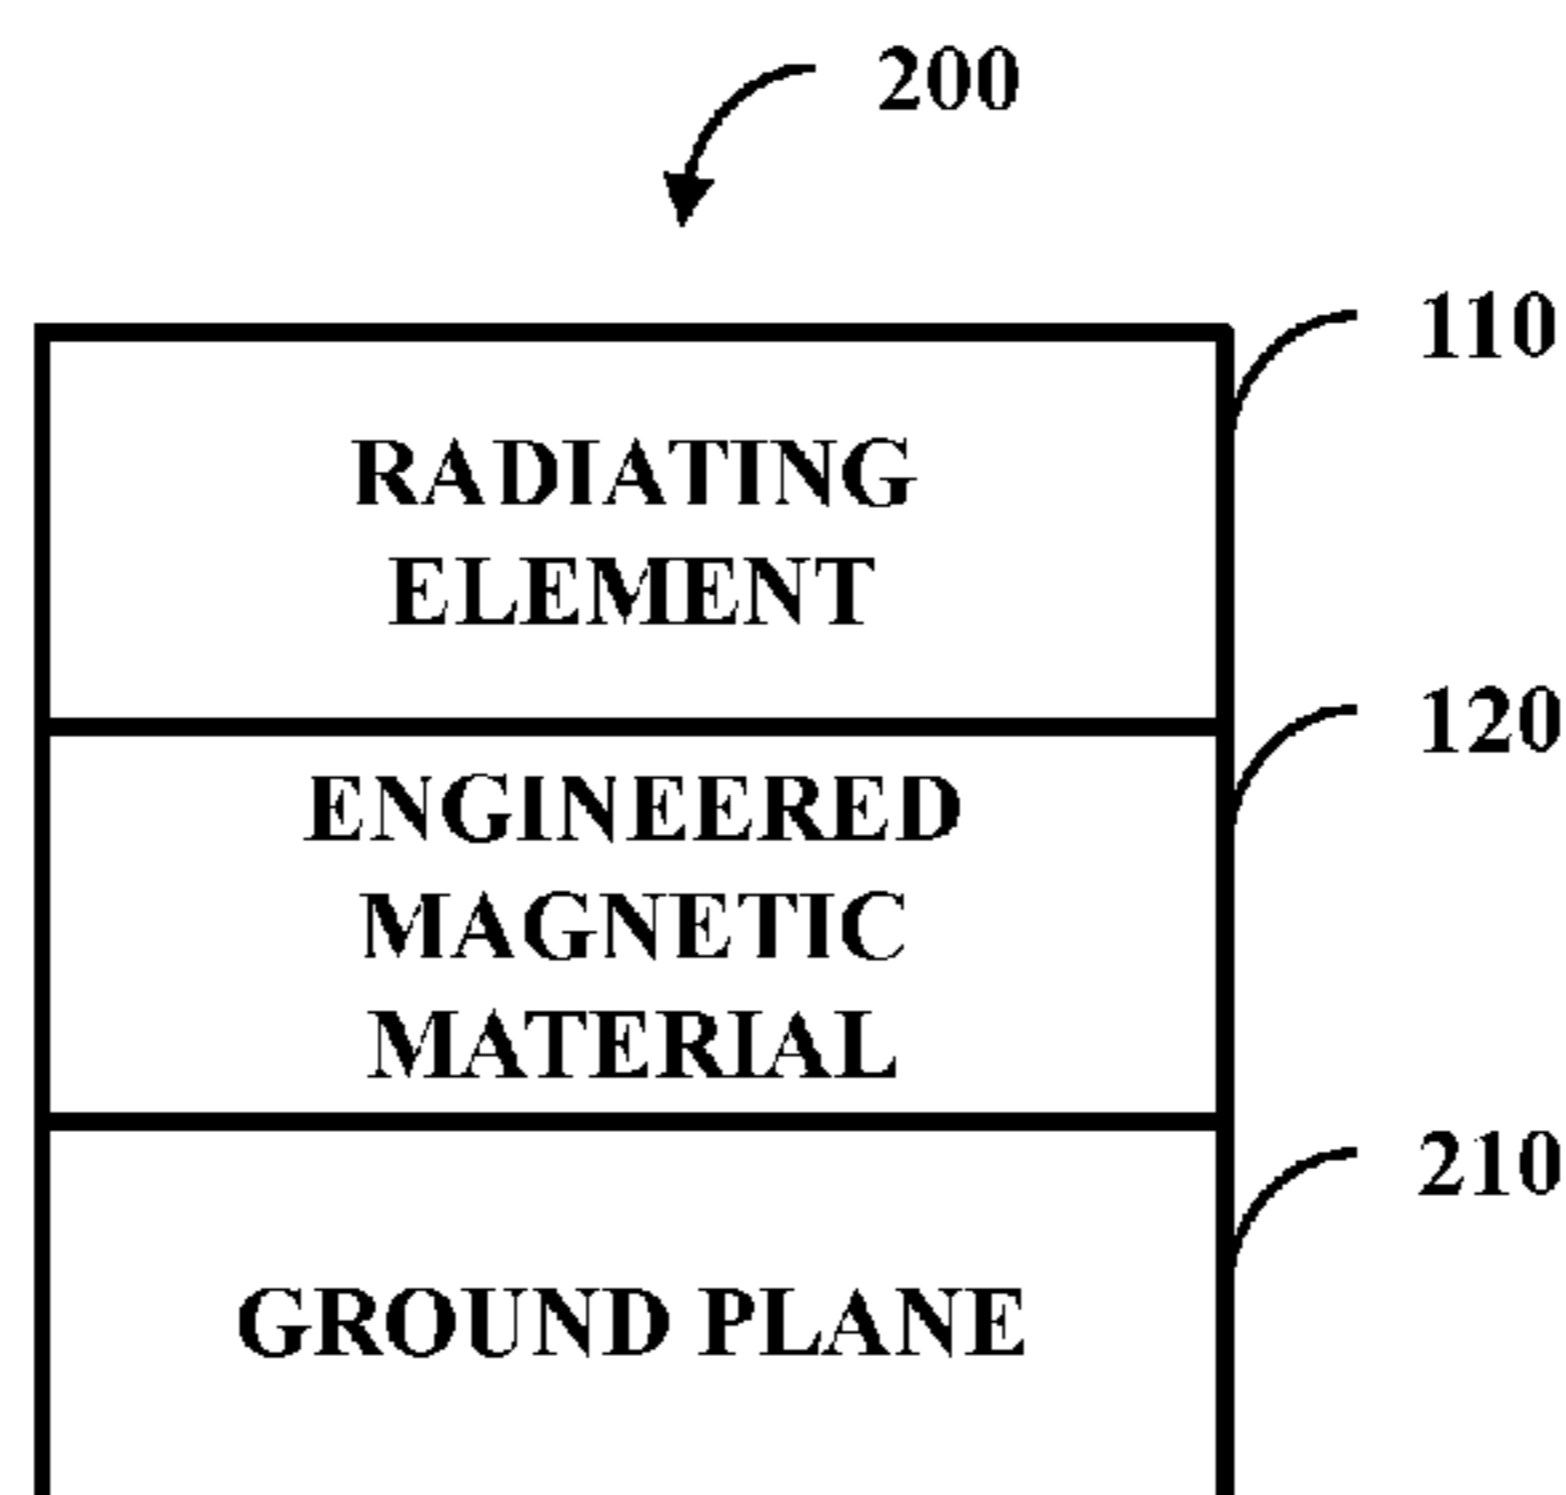 200
110
RADIATING
ELEMENT
120
ENGINEERED
MAGNETIC
MATERIAL
210
GROUND PLANE